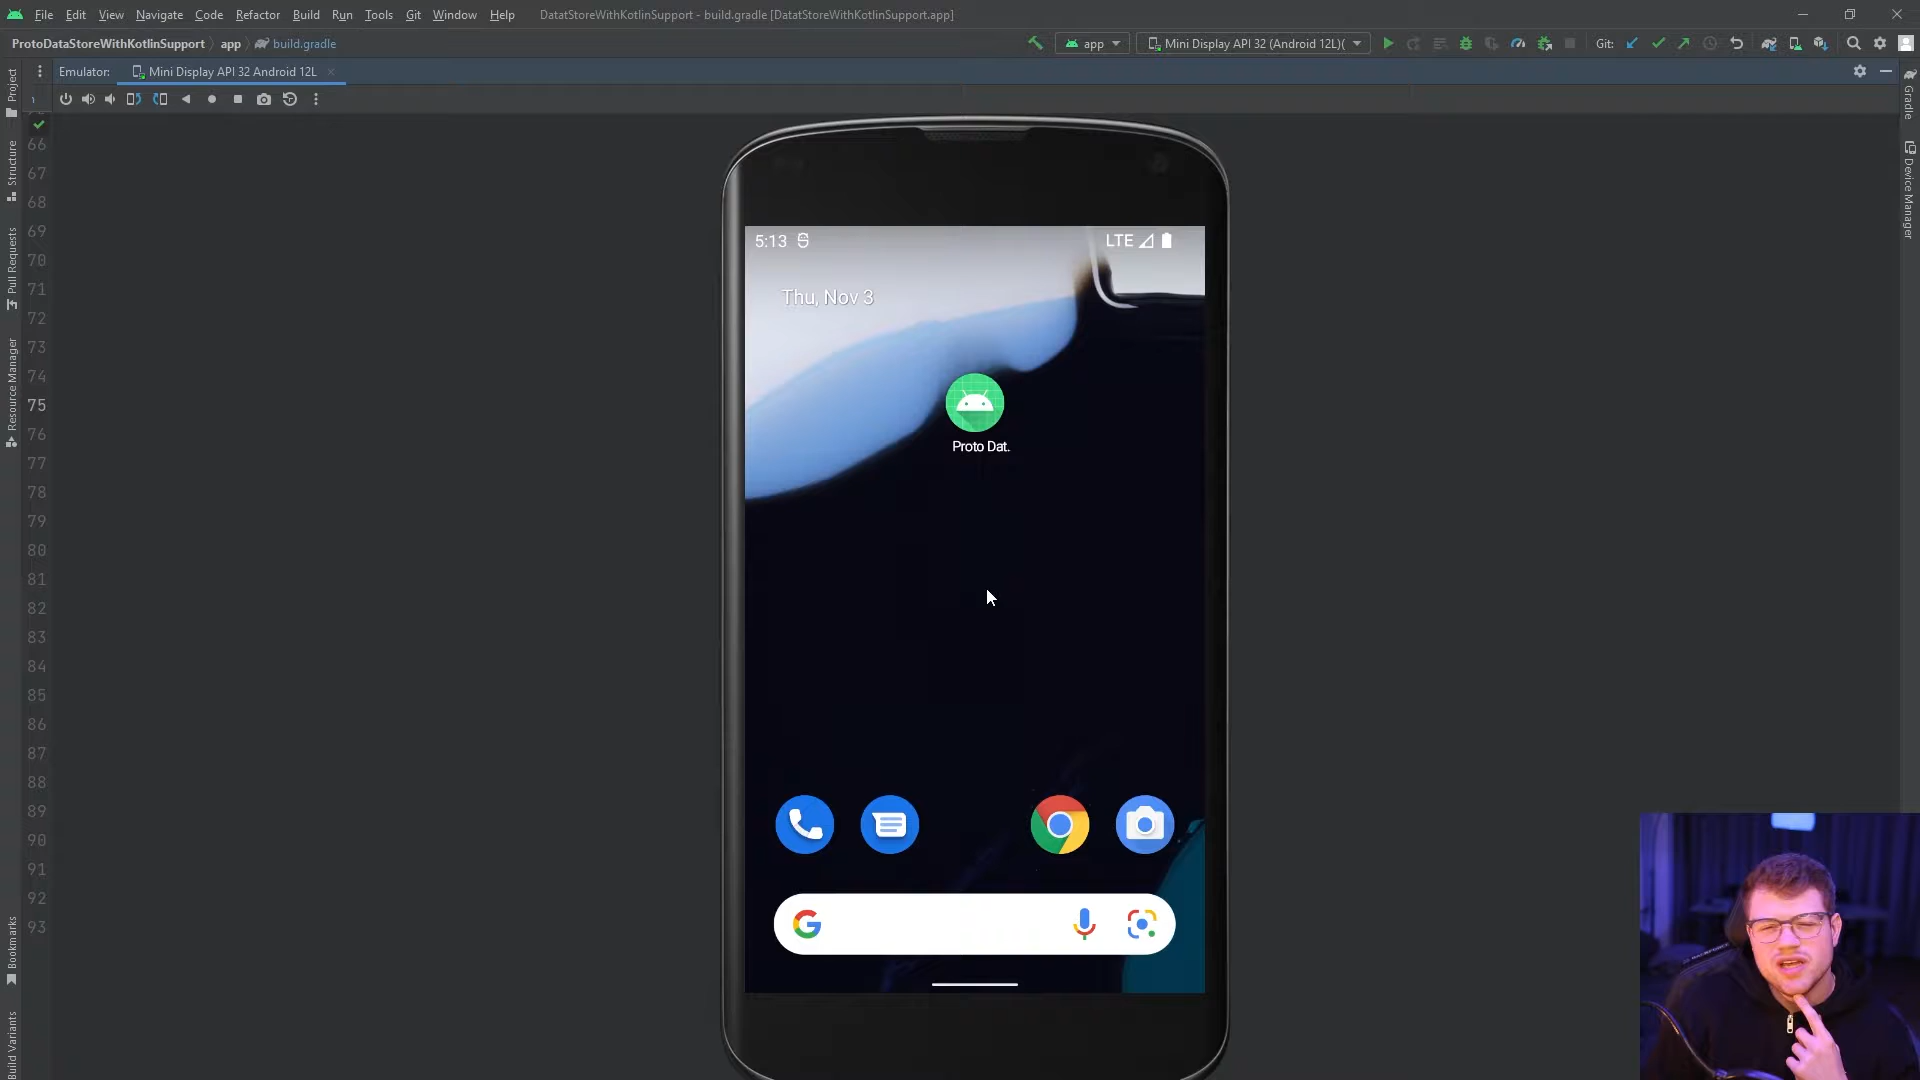 File Edit View Navigate Code Refactor Build Run Tools Git Window Help DatatStoreWithKotlinSupport - build.gradle [DatatStoreWithKotlinSupport.app]
ProtoDataStoreWithKotlinSupport app build.gradle app Mini Display API 32 (Android 12L)( Git:
Emulator: Mini Display API 32 Android 12L
Project
Structure
Pull Requests
Resource Manager
Bookmarks
Build Variants
Gradle
Device Manager
66
67
68
69
70
71
72
73
74
75
76
77
78
79
80
81
82
83
84
85
86
87
88
89
90
91
92
93
5:13 LTE
Thu, Nov 3
Proto Dat.